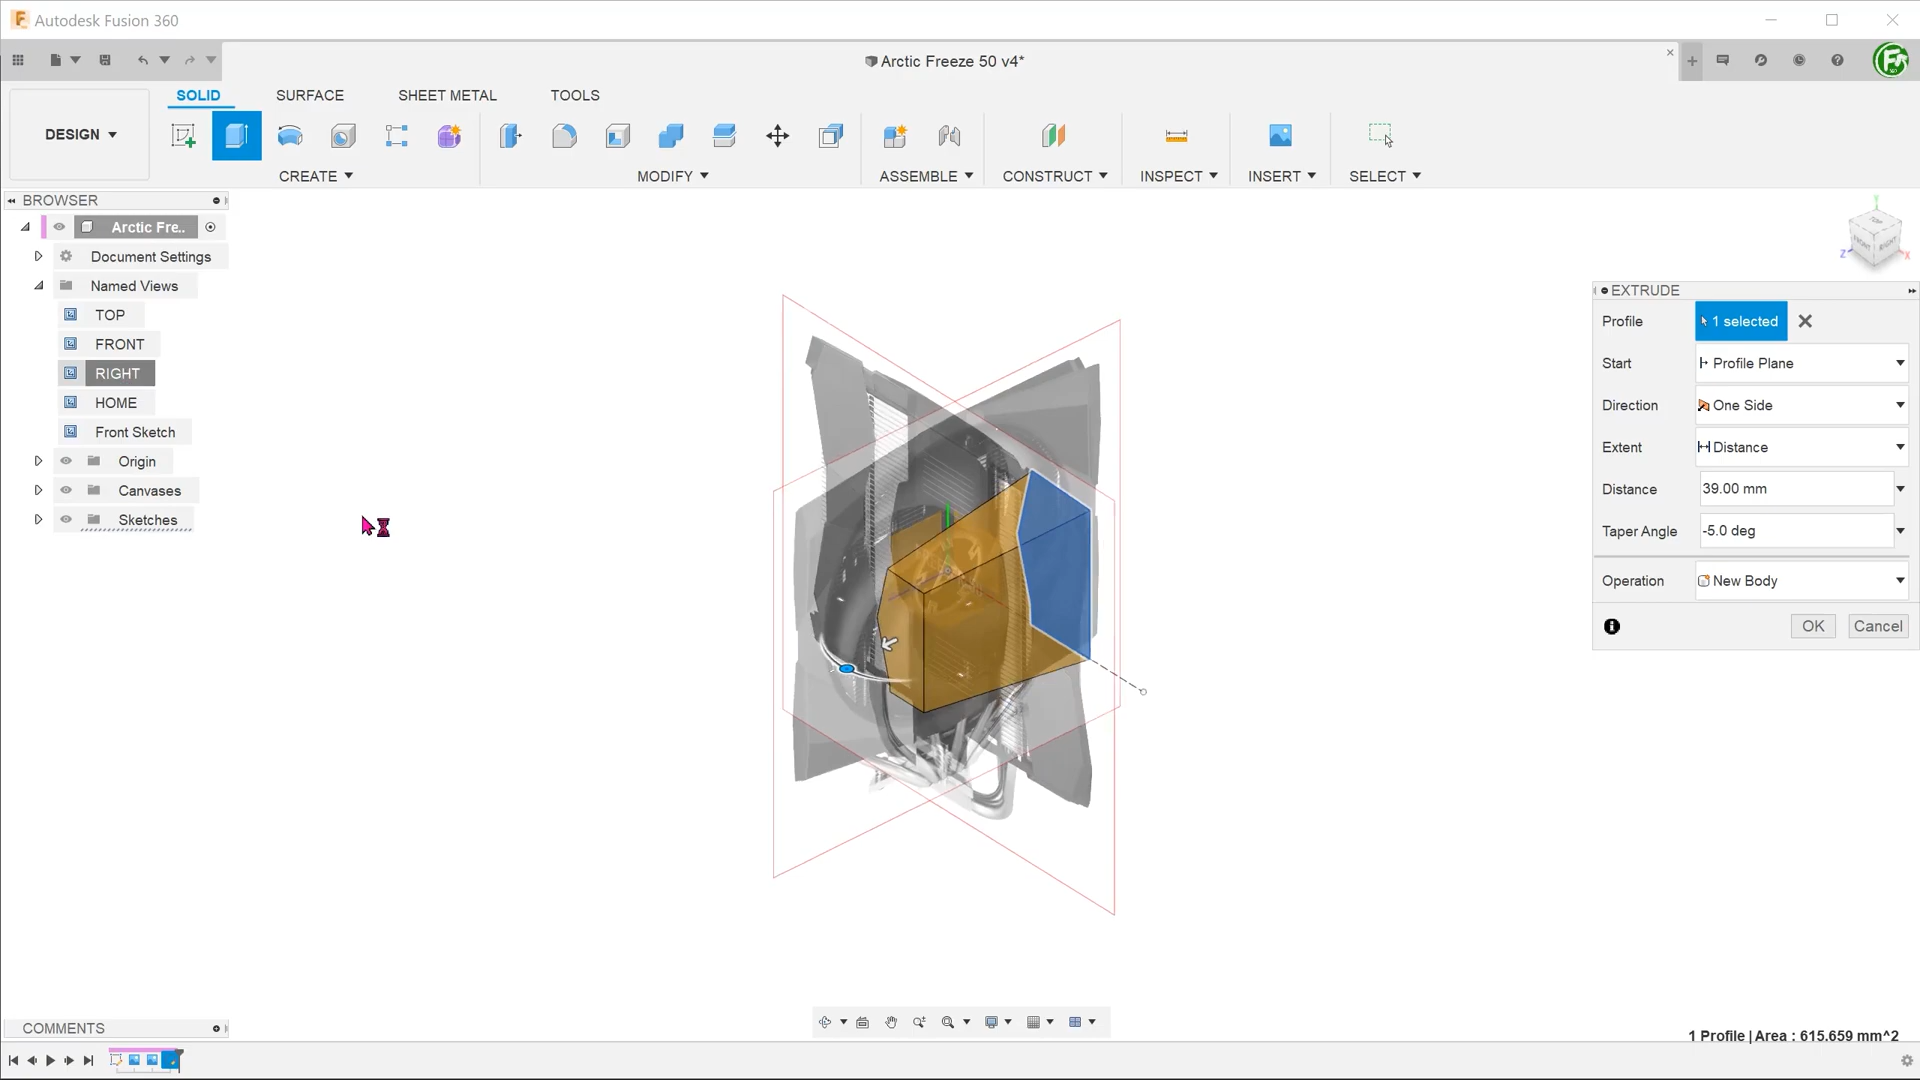 Autodesk Fusion 360
Arctic Freeze 50 v4*
DESIGN
SOLID
SURFACE
SHEET METAL
TOOLS
CREATE
MODIFY
ASSEMBLE
CONSTRUCT
INSPECT
INSERT
SELECT
BROWSER
Arctic Fre..
Document Settings
Named Views
TOP
FRONT
RIGHT
HOME
Front Sketch
Origin
Canvases
Sketches
Y
TOP
FRONT
RIGHT
Z
X
EXTRUDE
Profile 1 selected
Start Profile Plane
Direction One Side
Extent Distance
Distance 39.00 mm
Taper Angle -5.0 deg
Operation New Body
OK Cancel
COMMENTS
1 Profile | Area : 615.659 mm^2